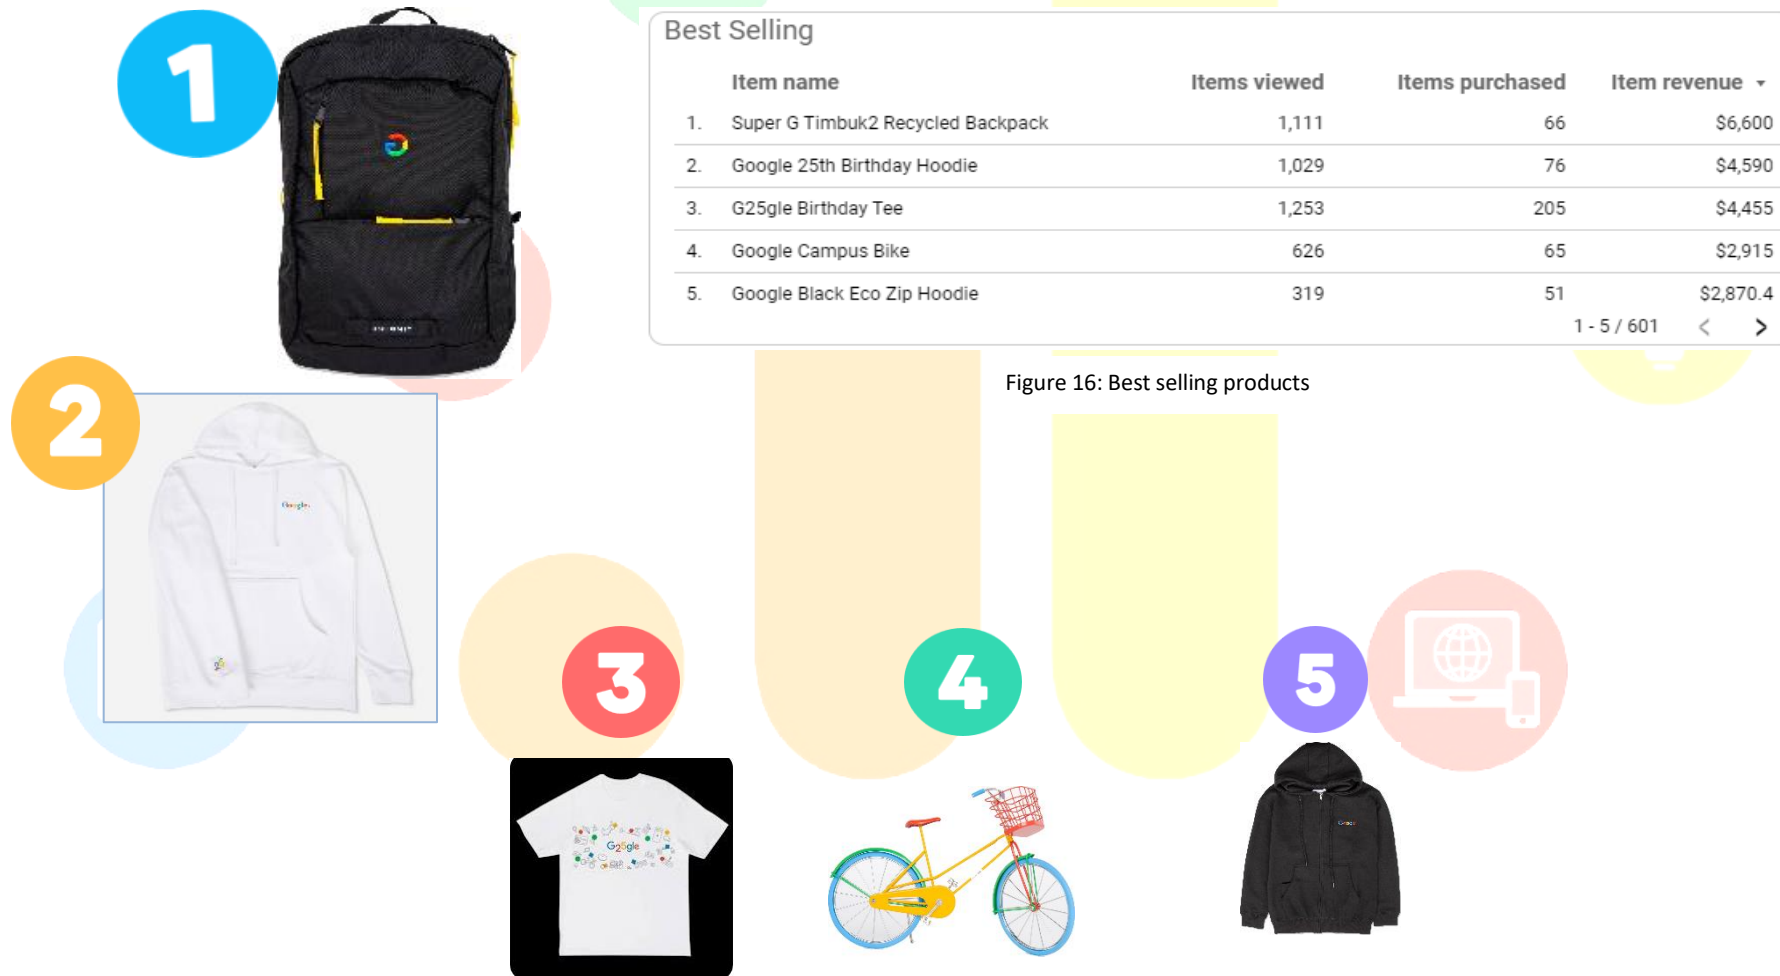 1
Best Selling
Item name Items viewed Items purchased Item revenue
1. Super G Timbuk2 Recycled Backpack 1,111 66 $6,600
2. Google 25th Birthday Hoodie 1,029 76 $4,590
3. G25gle Birthday Tee 1,253 205 $4,455
4. Google Campus Bike 626 65 $2,915
5. Google Black Eco Zip Hoodie 319 51 $2,870.4
1 - 5 / 601 < >
Figure 16: Best selling products
2
Google
25
3
4
5
G25gle